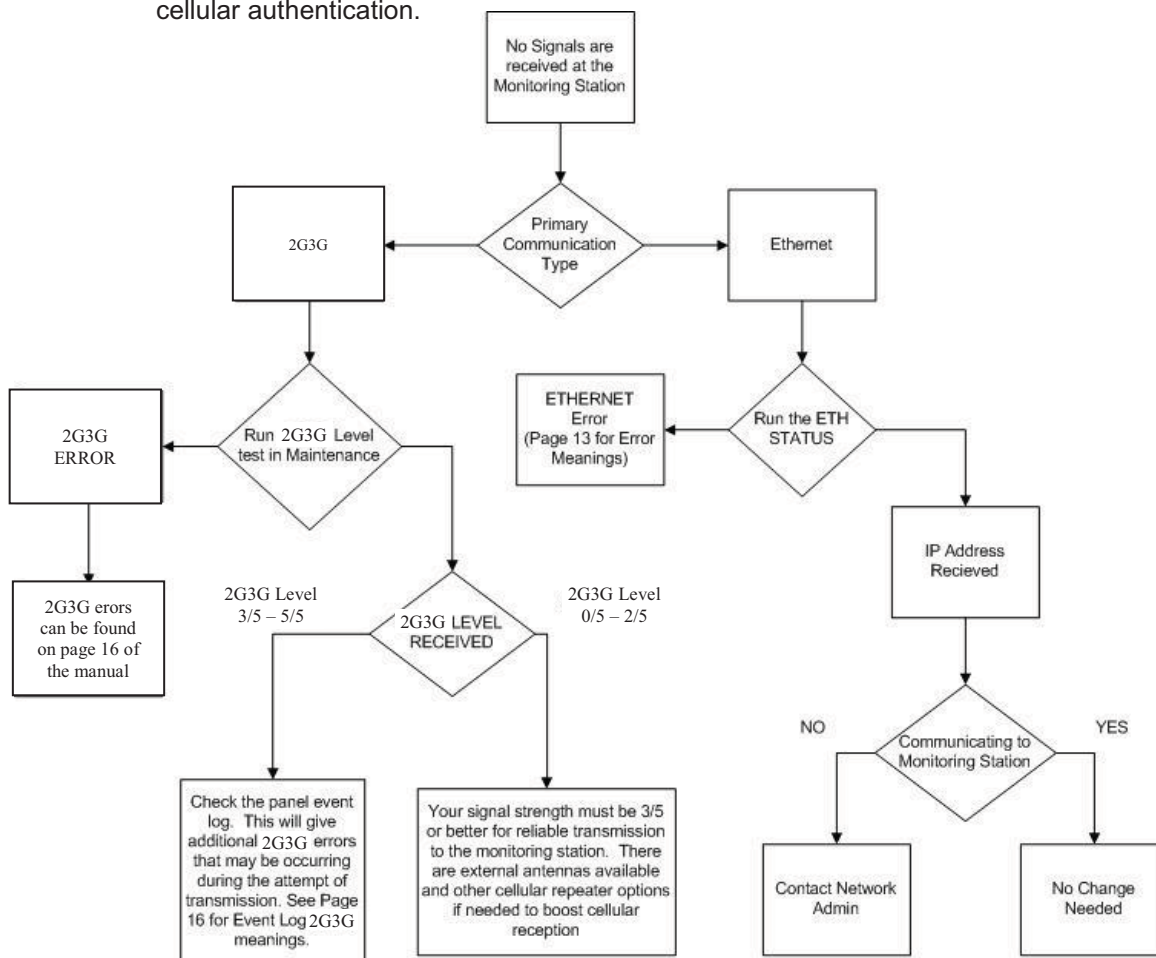 cellular authentication.
No Signals are
received at the
Monitoring Station
Primary
Communication
Type
2G3G
Ethernet
2G3G
ERROR
Run 2G3G Level
test in Maintenance
ETHERNET
Error
(Page 13 for Error
Meanings)
Run the ETH
STATUS
IP Address
Recieved
2G3G erors
can be found
on page 16 of
the manual
2G3G Level
3/5 – 5/5
2G3G LEVEL
RECEIVED
2G3G Level
0/5 – 2/5
NO
Communicating to
Monitoring Station
YES
Check the panel event
log. This will give
additional 2G3G errors
that may be occurring
during the attempt of
transmission. See Page
16 for Event Log 2G3G
meanings.
Your signal strength must be 3/5
or better for reliable transmission
to the monitoring station. There
are external antennas available
and other cellular repeater options
if needed to boost cellular
reception
Contact Network
Admin
No Change
Needed